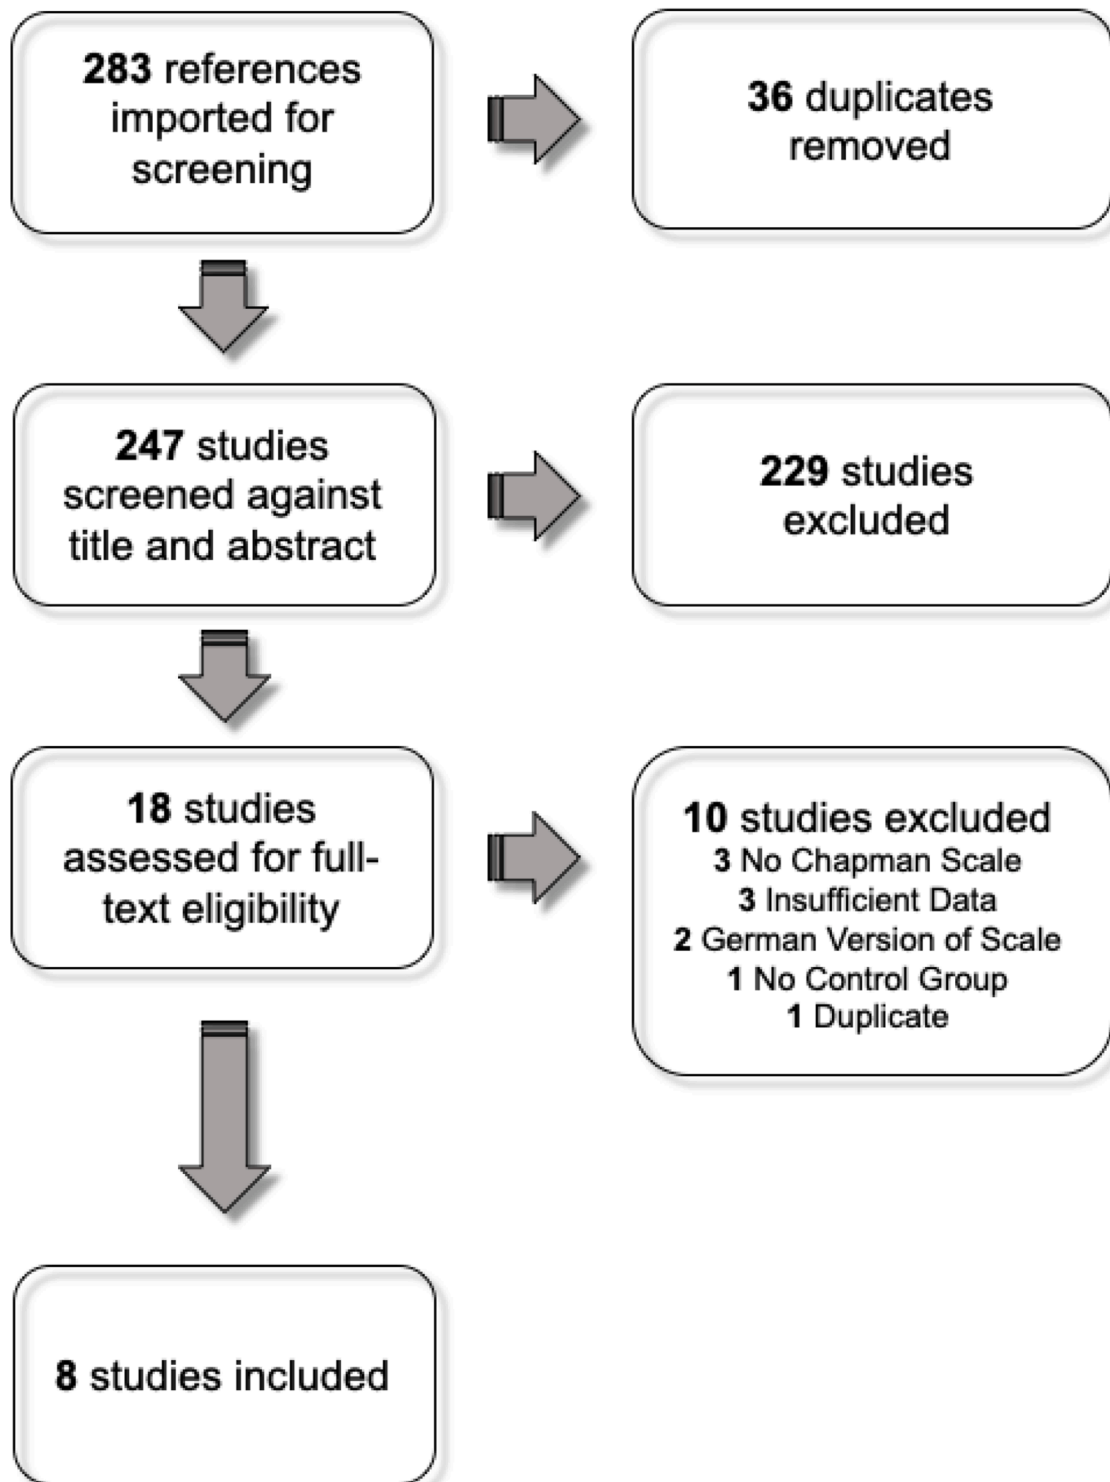 283 references
imported for
screening
36 duplicates
removed
247 studies
screened against
title and abstract
229 studies
excluded
18 studies
assessed for full-
text eligibility
10 studies excluded
3 No Chapman Scale
3 Insufficient Data
2 German Version of Scale
1 No Control Group
1 Duplicate
8 studies included